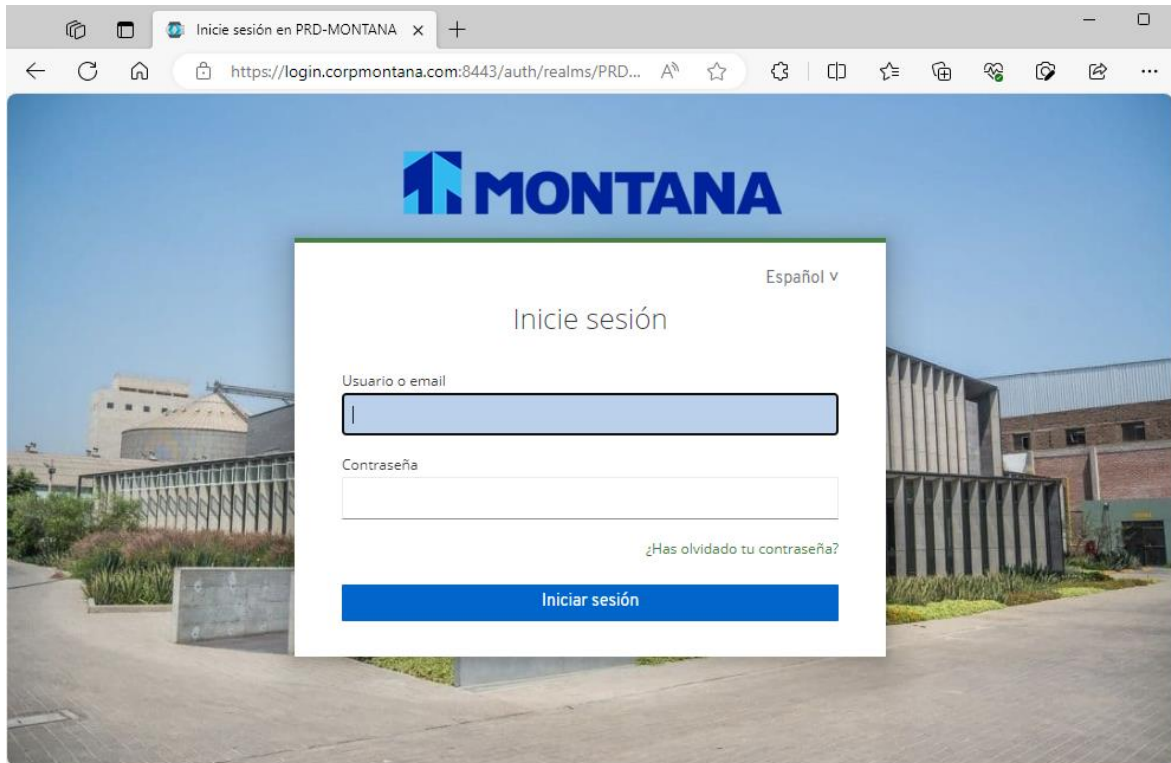 Inicie sesión en PRD-MONTANA
https://login.corpmontana.com:8443/auth/realms/PRD...
MONTANA
Español
Inicie sesión
Usuario o email
Contraseña
¿Has olvidado tu contraseña?
Iniciar sesión